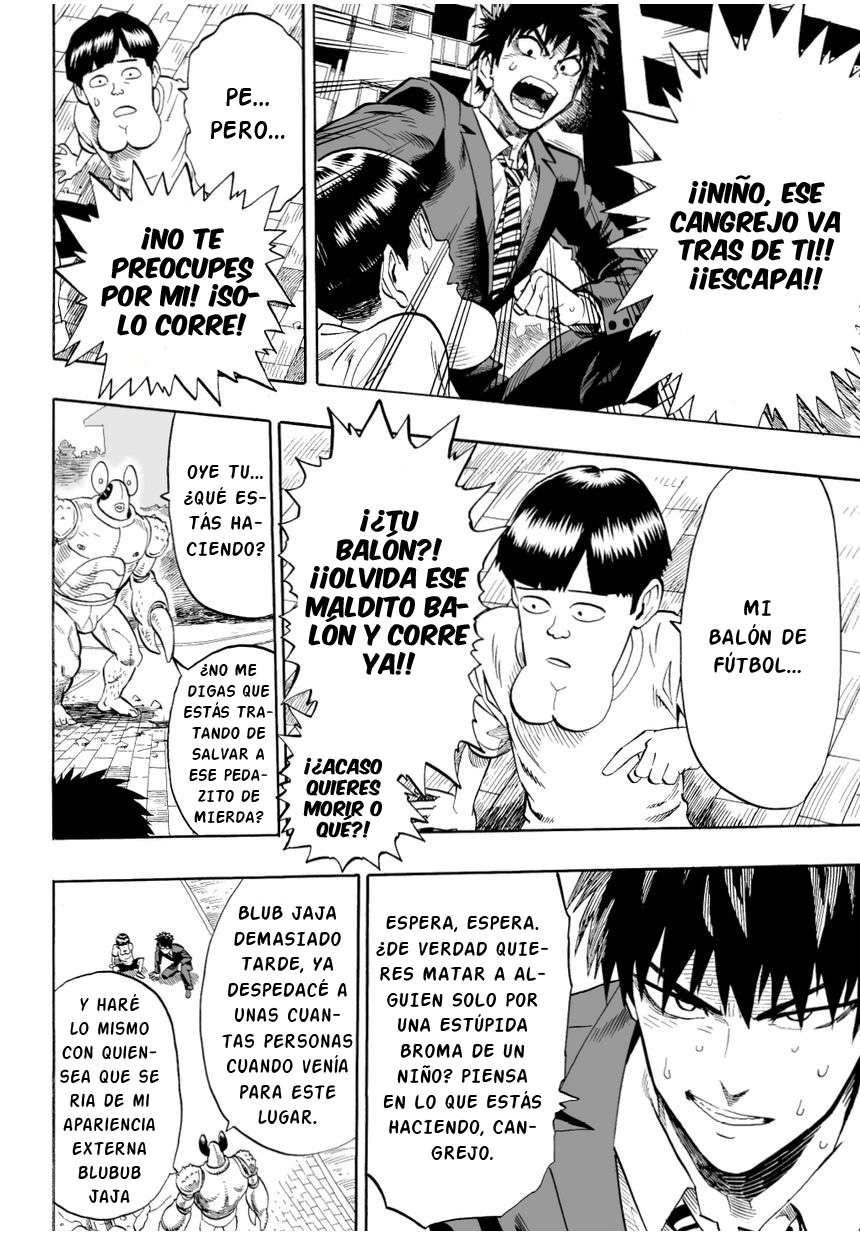 ¡¡NIÑO, ESE
CANGREJO VA
TRAS DE TI!!
¡¡ESCAPA!!
PE...
PERO...
¡NO TE
PREOCUPES
POR MI! ¡SO-
LO CORRE!
MI
BALÓN DE
FÚTBOL...
¡¿TU
BALÓN?!
¡¡OLVIDA ESE
MALDITO BA-
LÓN Y CORRE
YA!!
¡¿ACASO
QUIERES
MORIR O
QUÉ?!
OYE TU...
¿QUÉ ES-
TÁS HA-
CIENDO?
¿NO ME
DIGAS QUE
ESTÁS TRA-
TANDO DE
SALVAR A
ESE PEDA-
ZITO DE
MIERDA?
ESPERA, ESPERA.
¿DE VERDAD QUIE-
RES MATAR A AL-
GUIEN SOLO POR
UNA ESTÚPIDA
BROMA DE UN
NIÑO? PIENSA
EN LO QUE ESTÁS
HACIENDO, CAN-
GREJO.
BLUB JAJA
DEMASIADO
TARDE, YA
DESPEDACÉ A
UNAS CUAN-
TAS PERSONAS
CUANDO VENÍA
PARA ESTE
LUGAR.
Y HARÉ
LO MISMO
CON QUIEN-
SEA QUE SE
RIA DE MI
APARIENCIA
EXTERNA
BLUBUB
JAJA